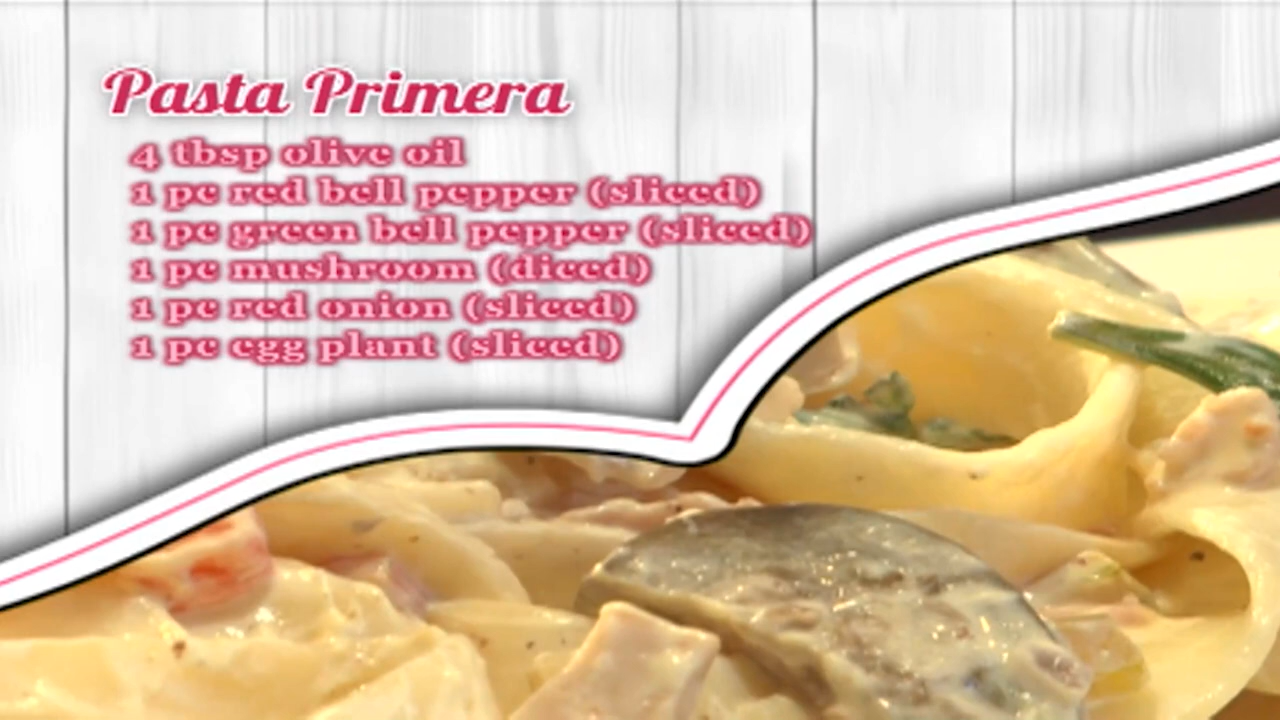 Pasta Primera
4 tbsp olive oil
1 pc red bell pepper (sliced)
1 pc green bell pepper (sliced)
1 pc mushroom (diced)
1 pc red onion (sliced)
1 pc egg plant (sliced)